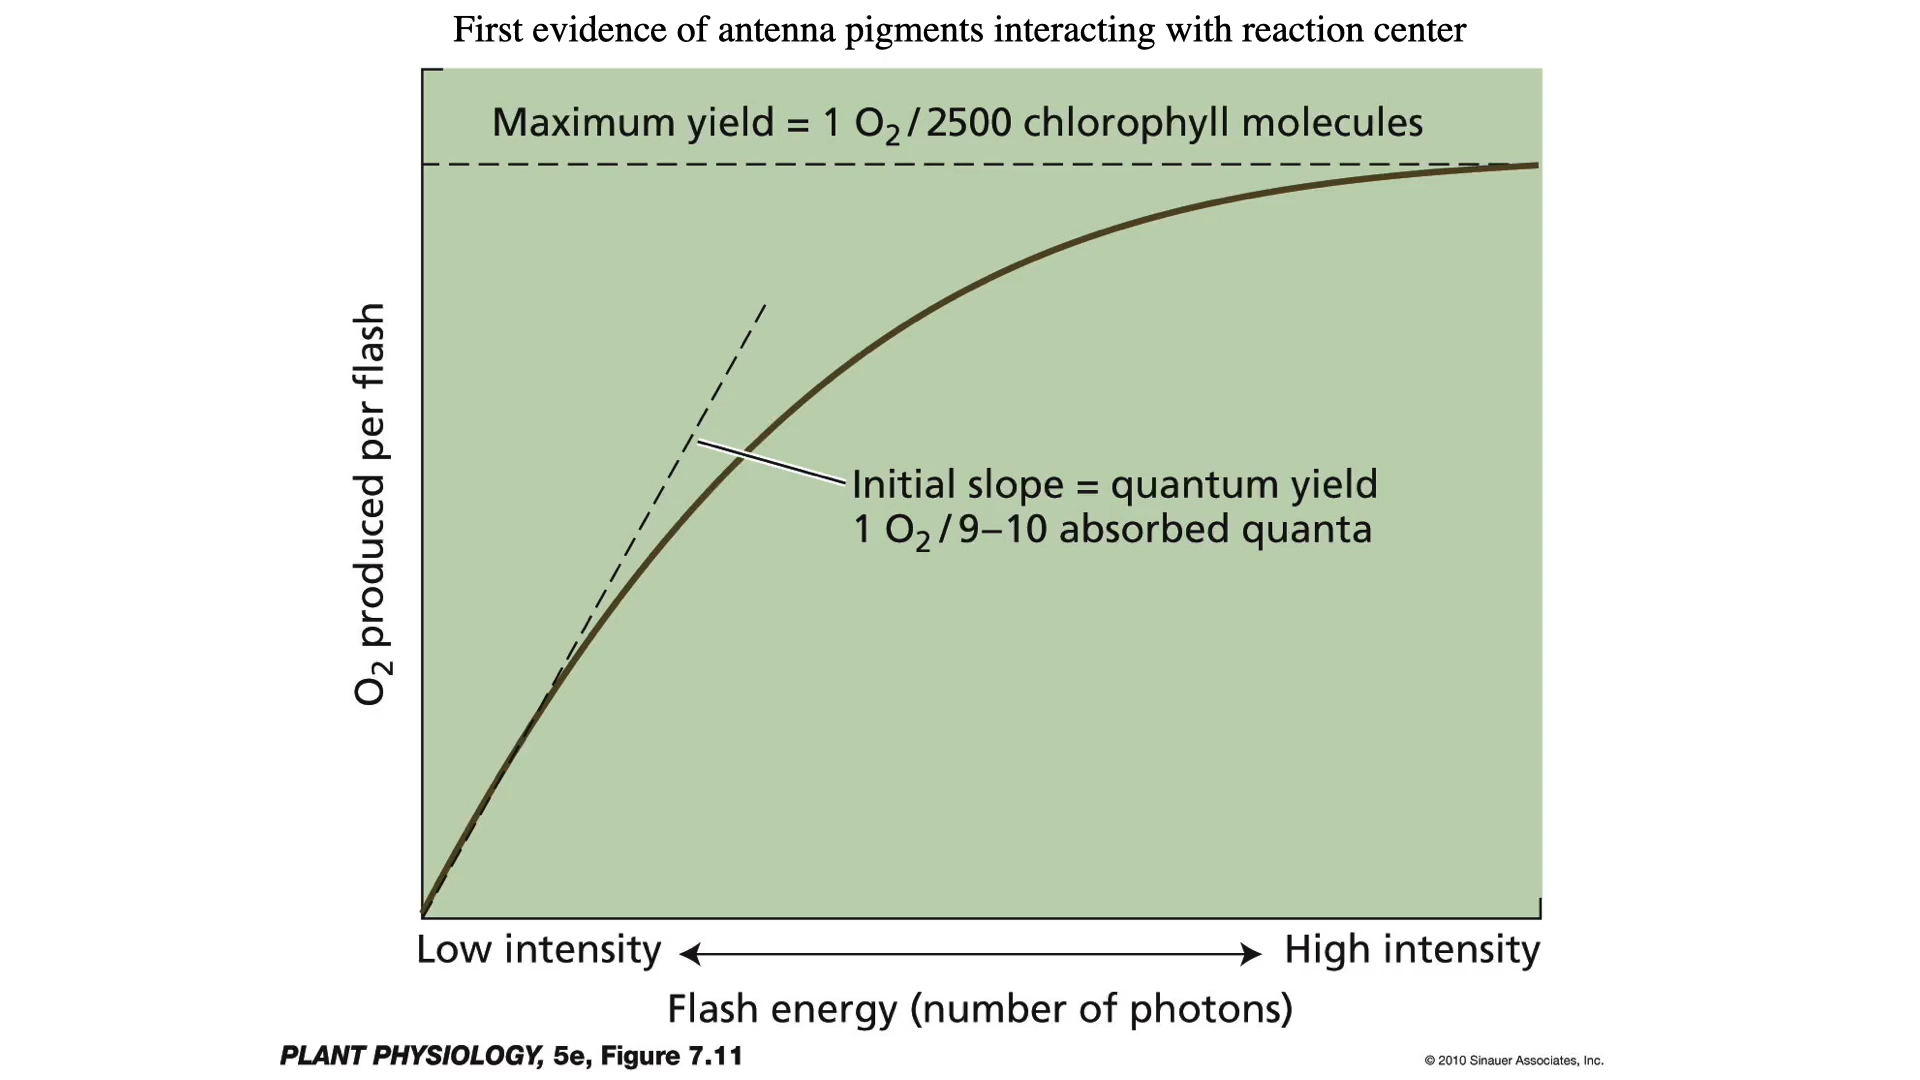 First evidence of antenna pigments interacting with reaction center
Maximum yield = 1 O₂/2500 chlorophyll molecules
O₂ produced per flash
Initial slope = quantum yield
1 O₂/9–10 absorbed quanta
Low intensity
High intensity
Flash energy (number of photons)
PLANT PHYSIOLOGY, 5e, Figure 7.11
© 2010 Sinauer Associates, Inc.